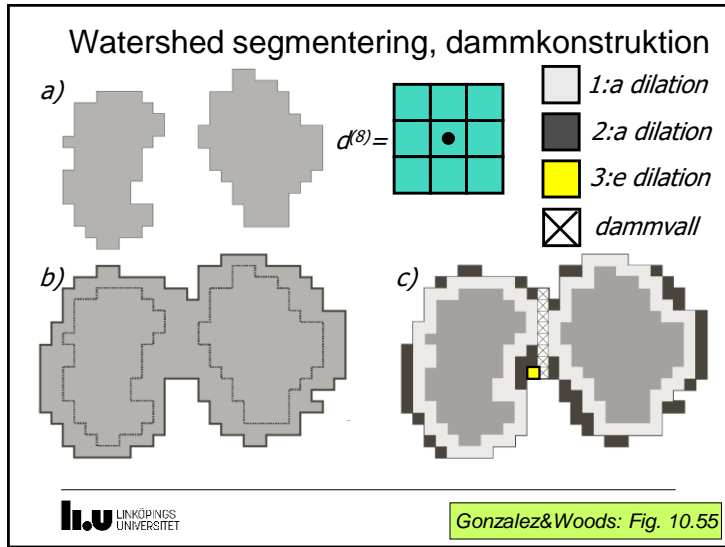 Watershed segmentering, dammkonstruktion
a)
d(8)=
1:a dilation
2:a dilation
3:e dilation
dammvall
b)
c)
LINKÖPINGS
UNIVERSITET
Gonzalez&Woods: Fig. 10.55